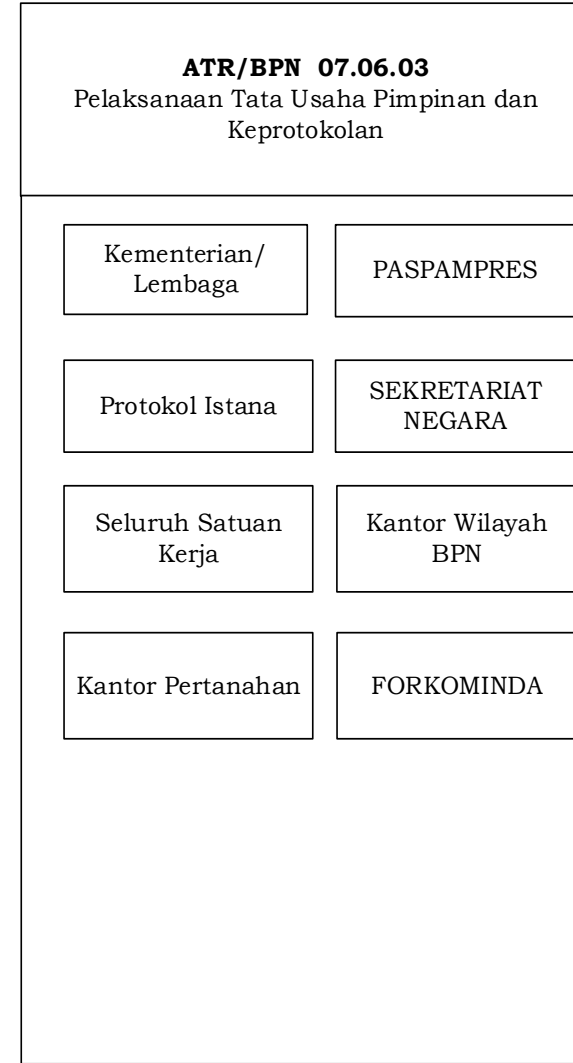 ATR/BPN 07.06.03
Pelaksanaan Tata Usaha Pimpinan dan
Keprotokolan
Kementerian/
Lembaga
PASPAMPRES
Protokol Istana
SEKRETARIAT
NEGARA
Seluruh Satuan
Kerja
Kantor Wilayah
BPN
Kantor Pertanahan
FORKOMINDA